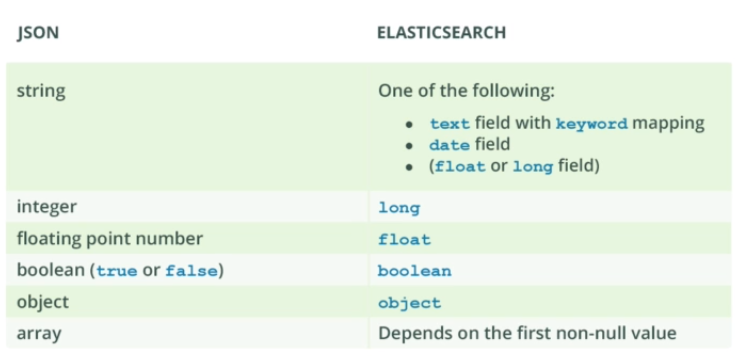 JSON ELASTICSEARCH
string One of the following:
• text field with keyword mapping
• date field
• (float or long field)
integer long
floating point number float
boolean (true or false) boolean
object object
array Depends on the first non-null value